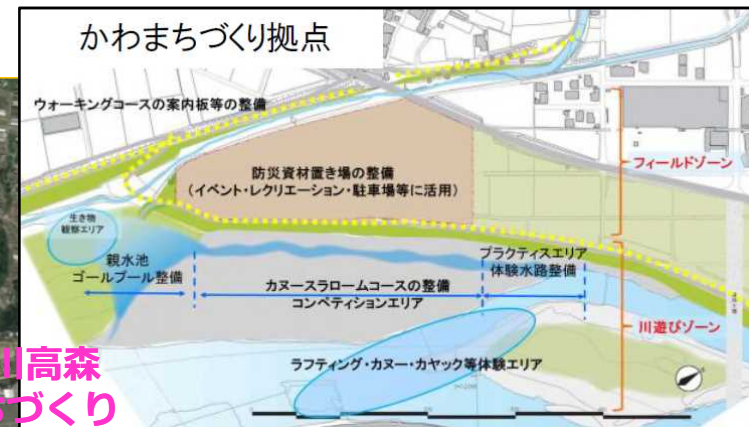 かわまちづくり拠点
ウォーキングコースの案内板等の整備
防災資材置き場の整備
(イベント・レクリエーション・駐車場等に活用)
フィールドゾーン
生き物
観察エリア
親水池
ゴールプール整備
プラクティスエリア
体験水路整備
カヌースラロームコースの整備
コンペティションエリア
川遊びゾーン
ラフティング・カヌー・カヤック等体験エリア
川高森
づくり